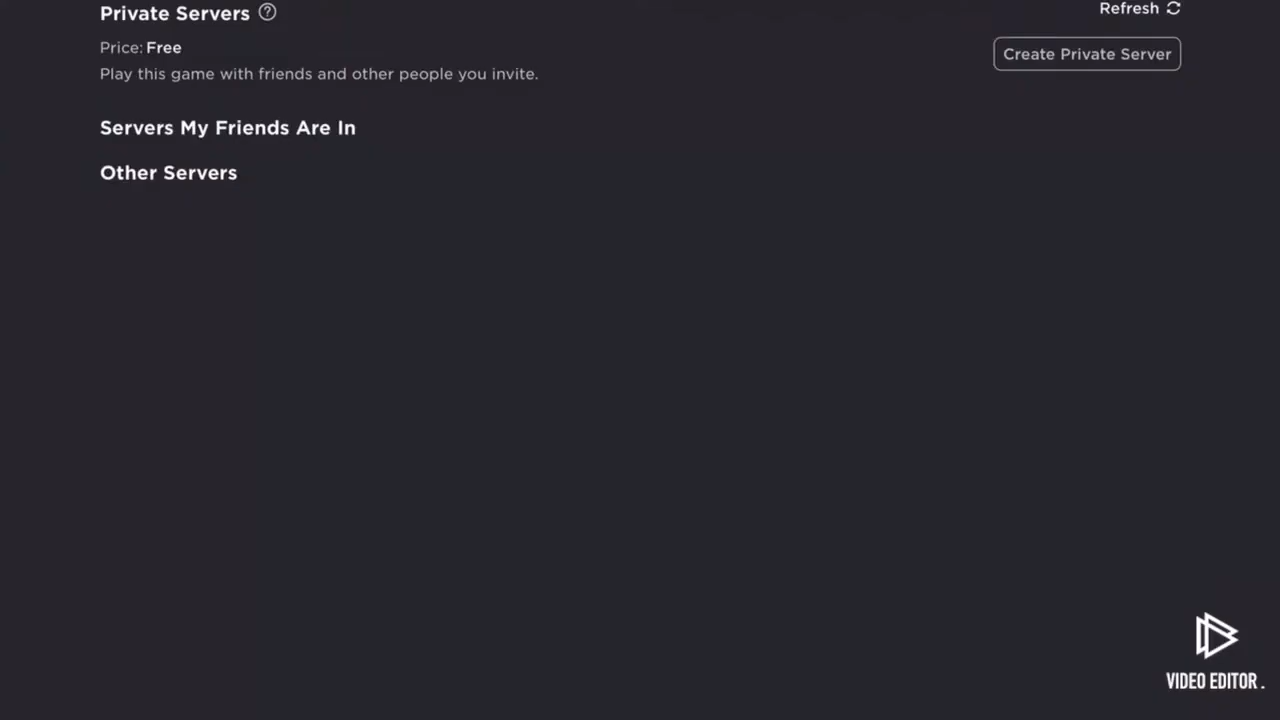 Private Servers
Refresh
Price: Free
Create Private Server
Play this game with friends and other people you invite.
Servers My Friends Are In
Other Servers
VIDEO EDITOR.